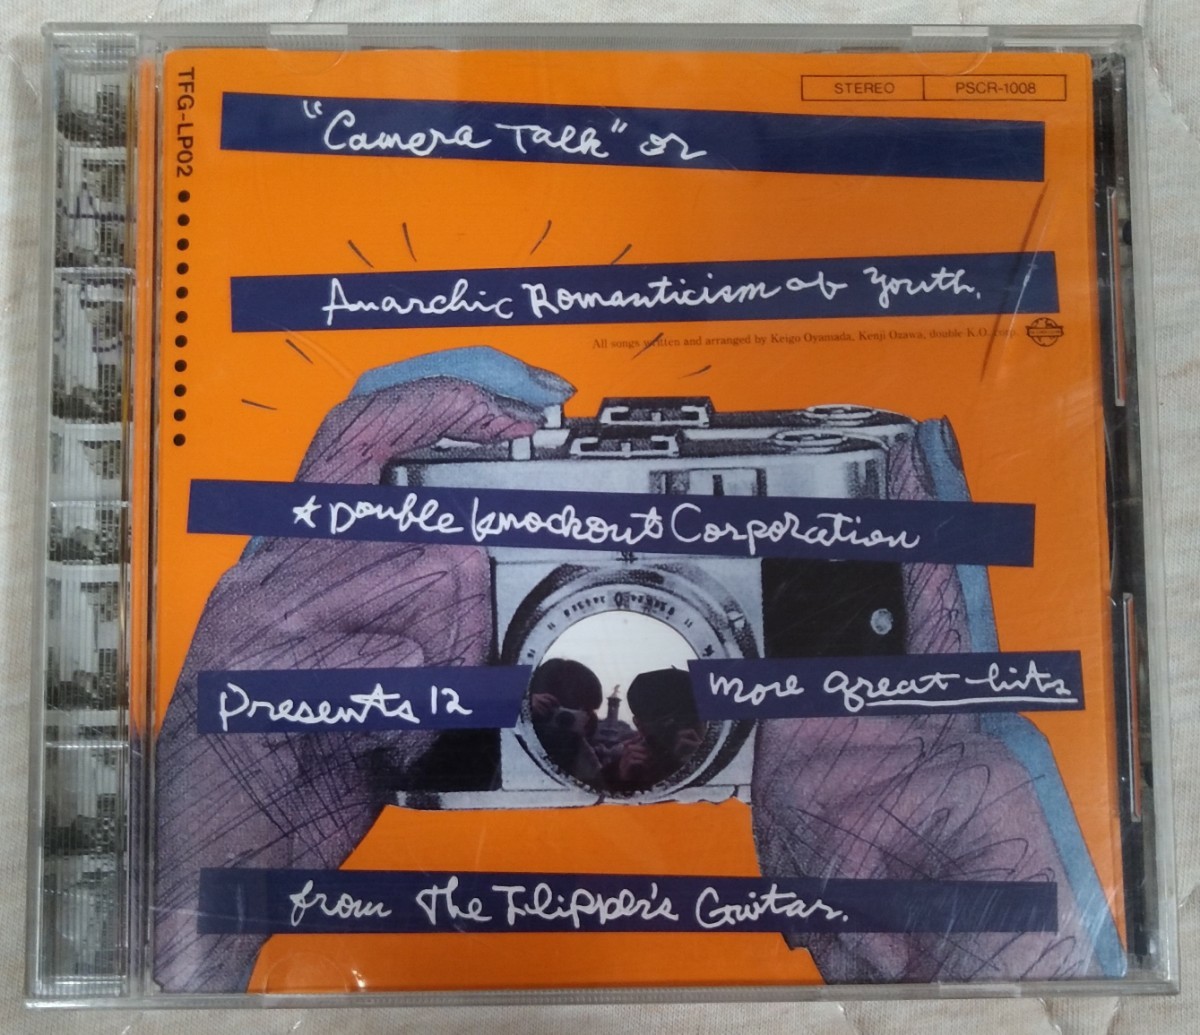 TFG-LP02
STEREO PSCR-1008
"Camera Talk" or
Anarchic Romanticism of Youth.
All songs written and arranged by Keigo Oyamada, Kenji Ozawa, double K.O. corp.
A Double Knockout Corporation
Presents 12 more great hits
from The Flipper's Guitar.